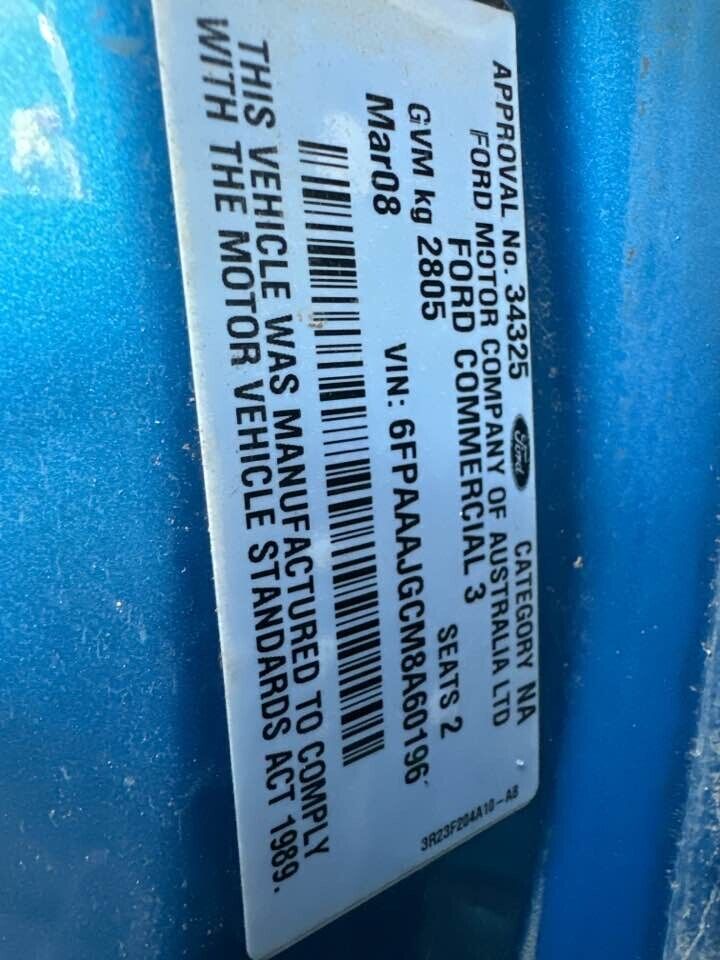 APPROVAL No. 34325 Ford CATEGORY NA
FORD MOTOR COMPANY OF AUSTRALIA LTD
FORD COMMERCIAL 3
GVM kg 2805 SEATS 2
Mar08 VIN: 6FPAAAJGCM8A60196
THIS VEHICLE WAS MANUFACTURED TO COMPLY
WITH THE MOTOR VEHICLE STANDARDS ACT 1989.
3R23F204A10-AB